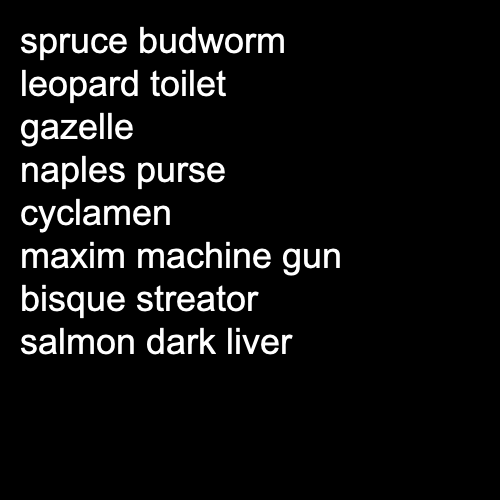 spruce budworm
leopard toilet
gazelle
naples purse
cyclamen
maxim machine gun
bisque streator
salmon dark liver